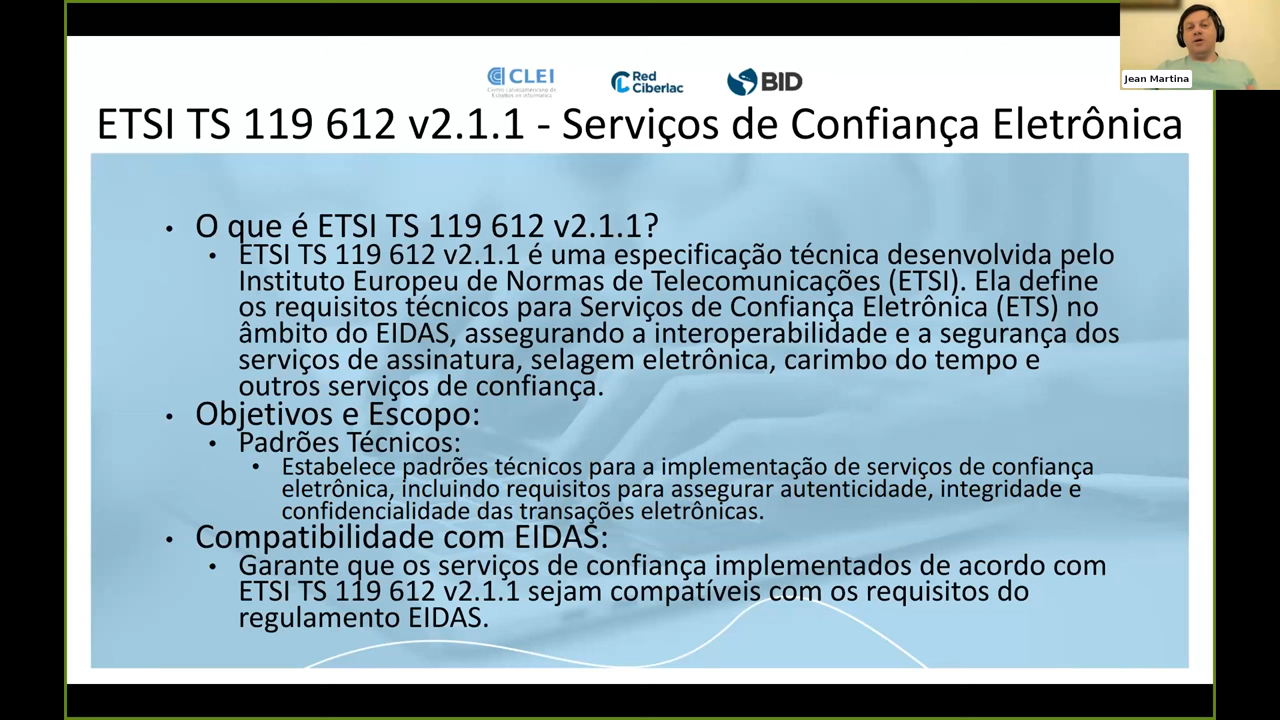 CLEI
Centro Latinoamericano de
Estudios en Informática
Red
Ciberlac
BID
Jean Martina
ETSI TS 119 612 v2.1.1 - Serviços de Confiança Eletrônica
• O que é ETSI TS 119 612 v2.1.1?
• ETSI TS 119 612 v2.1.1 é uma especificação técnica desenvolvida pelo
Instituto Europeu de Normas de Telecomunicações (ETSI). Ela define
os requisitos técnicos para Serviços de Confiança Eletrônica (ETS) no
âmbito do EIDAS, assegurando a interoperabilidade e a segurança dos
serviços de assinatura, selagem eletrônica, carimbo do tempo e
outros serviços de confiança.
• Objetivos e Escopo:
• Padrões Técnicos:
• Estabelece padrões técnicos para a implementação de serviços de confiança
eletrônica, incluindo requisitos para assegurar autenticidade, integridade e
confidencialidade das transações eletrônicas.
• Compatibilidade com EIDAS:
• Garante que os serviços de confiança implementados de acordo com
ETSI TS 119 612 v2.1.1 sejam compatíveis com os requisitos do
regulamento EIDAS.